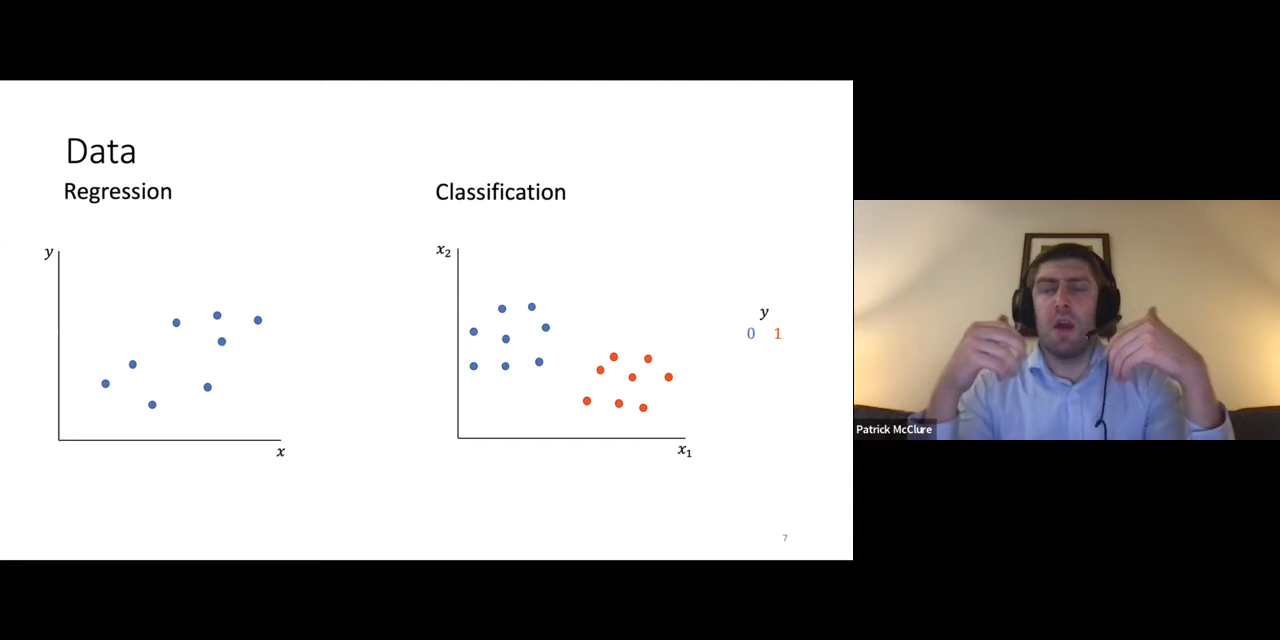 Data
Regression
Classification
y
x
x₂
x₁
y
0 1
7
Patrick McClure